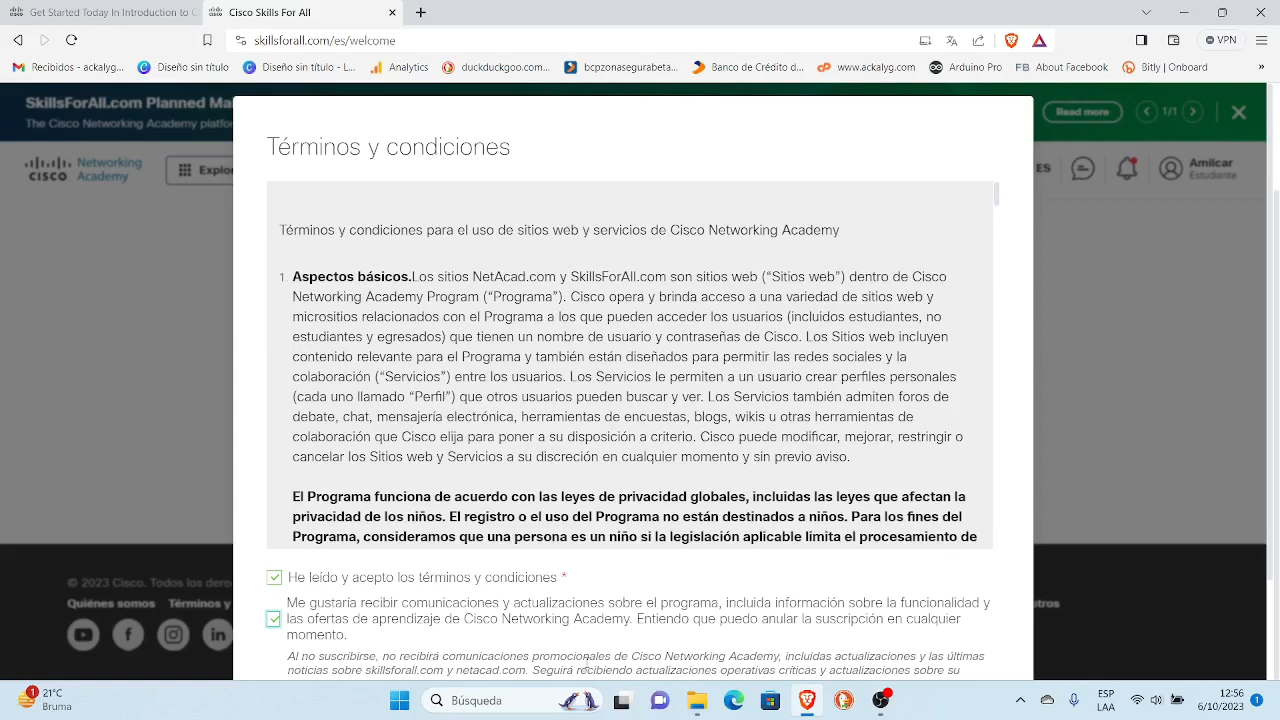 Get Started Today In Introduction to C
Cisco Skills For All
skillsforall.com/es/welcome
VPN
Recibidos - ackalyg...
Diseño sin título
Diseño sin título - L...
Analytics
duckduckgoo.com...
bcpzonasegurabeta...
Banco de Crédito d...
www.ackalyg.com
Arduino Pro
FB About Facebook
Bitly | Onboard
SkillsForAll.com Planned Ma
The Cisco Networking Academy platfor
Read more
1/1
CISCO Networking Academy
Explo
ES
Amilcar
Estudiante
Términos y condiciones
Términos y condiciones para el uso de sitios web y servicios de Cisco Networking Academy
1. Aspectos básicos.Los sitios NetAcad.com y SkillsForAll.com son sitios web (“Sitios web”) dentro de Cisco
Networking Academy Program (“Programa”). Cisco opera y brinda acceso a una variedad de sitios web y
micrositios relacionados con el Programa a los que pueden acceder los usuarios (incluidos estudiantes, no
estudiantes y egresados) que tienen un nombre de usuario y contraseñas de Cisco. Los Sitios web incluyen
contenido relevante para el Programa y también están diseñados para permitir las redes sociales y la
colaboración (“Servicios”) entre los usuarios. Los Servicios le permiten a un usuario crear perfiles personales
(cada uno llamado “Perfil”) que otros usuarios pueden buscar y ver. Los Servicios también admiten foros de
debate, chat, mensajería electrónica, herramientas de encuestas, blogs, wikis u otras herramientas de
colaboración que Cisco elija para poner a su disposición a criterio. Cisco puede modificar, mejorar, restringir o
cancelar los Sitios web y Servicios a su discreción en cualquier momento y sin previo aviso.
El Programa funciona de acuerdo con las leyes de privacidad globales, incluidas las leyes que afectan la
privacidad de los niños. El registro o el uso del Programa no están destinados a niños. Para los fines del
Programa, consideramos que una persona es un niño si la legislación aplicable limita el procesamiento de
He leído y acepto los términos y condiciones *
Me gustaría recibir comunicaciones y actualizaciones sobre el programa, incluida información sobre la funcionalidad y
las ofertas de aprendizaje de Cisco Networking Academy. Entiendo que puedo anular la suscripción en cualquier
momento.
Al no suscribirse, no recibirá comunicaciones promocionales de Cisco Networking Academy, incluidas actualizaciones y las últimas
noticias sobre skillsforall.com y netacad.com. Seguirá recibiendo actualizaciones operativas críticas y actualizaciones sobre su
© 2023 Cisco. Todos los dere
Quiénes somos Términos y
otros
21°C
Bruma
1
Búsqueda
ESP
LAA
12:56
6/10/2023
1